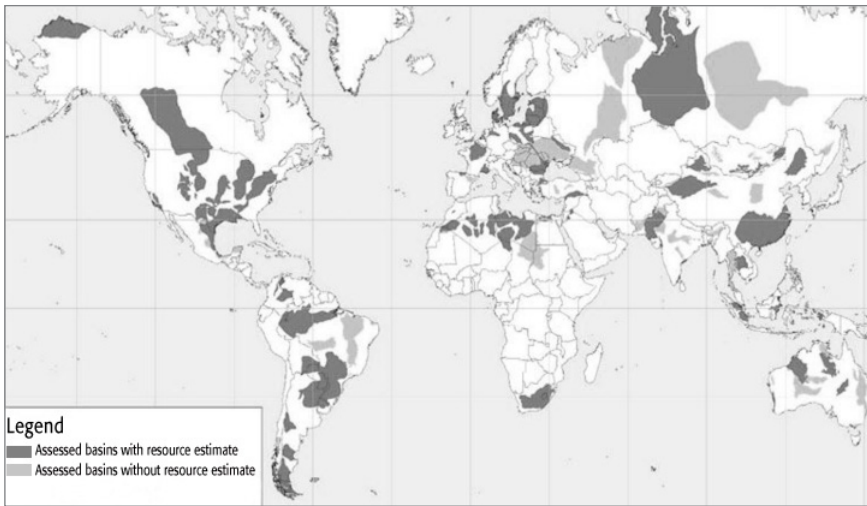 Legend
Assessed basins with resource estimate
Assessed basins without resource estimate